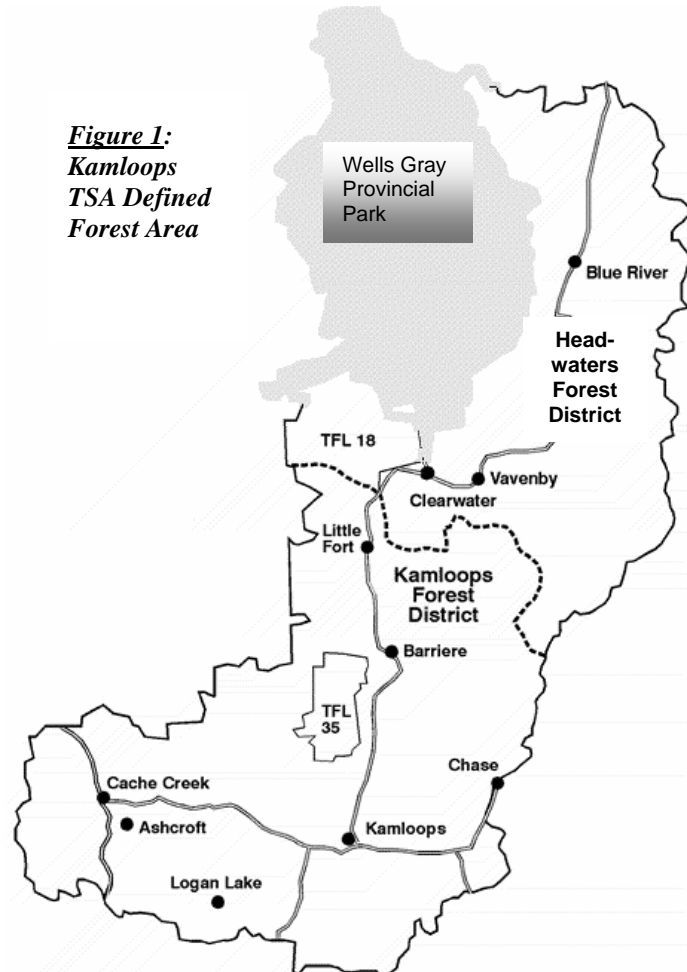 Figure 1:
Kamloops
TSA Defined
Forest Area
Wells Gray
Provincial
Park
Blue River
Head-
waters
Forest
District
TFL 18
Vavenby
Clearwater
Little
Fort
Kamloops
Forest
District
Barriere
TFL
35
Chase
Cache Creek
Ashcroft
Kamloops
Logan Lake